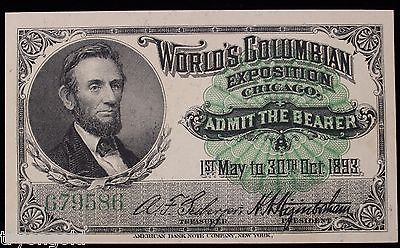 WORLD'S COLUMBIAN
EXPOSITION
CHICAGO.
ADMIT THE BEARER
1ST May to 30TH Oct. 1893.
679586
TREASURER
PRESIDENT
AMERICAN BANK NOTE COMPANY, NEW YORK.